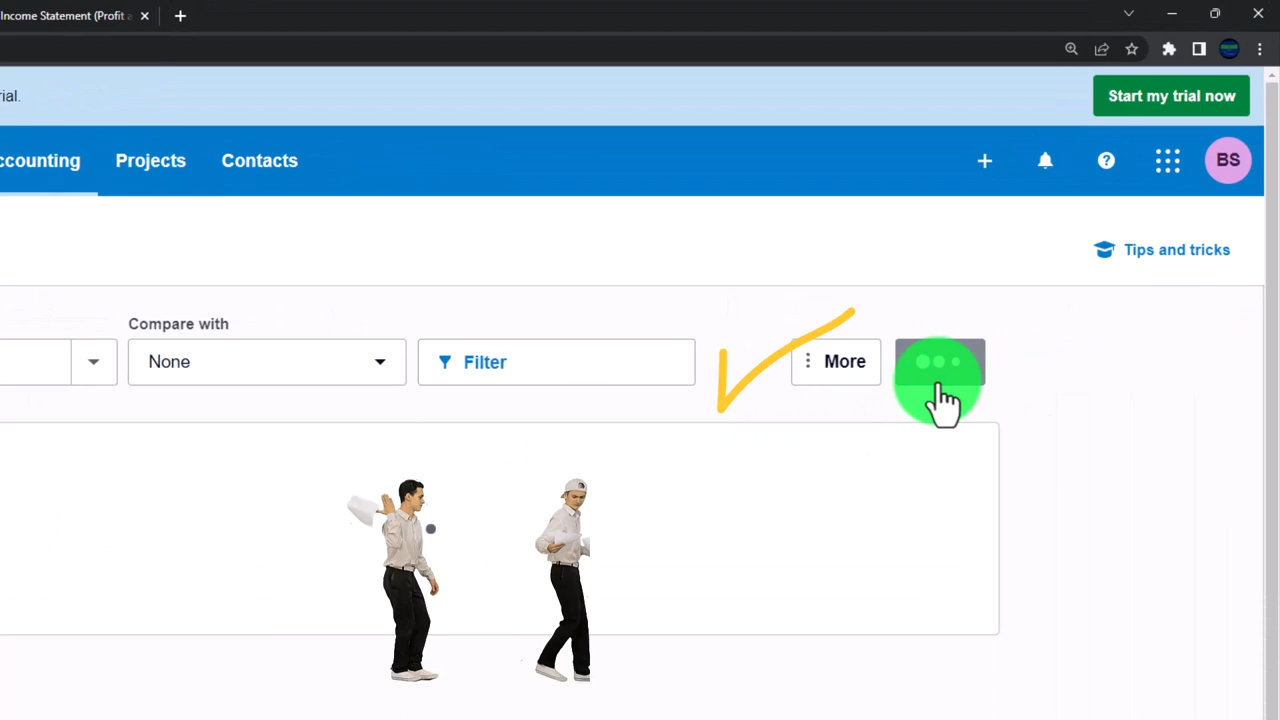 Income Statement (Profit a
rial.
Start my trial now
ccounting
Projects
Contacts
BS
Tips and tricks
Compare with
None
Filter
More